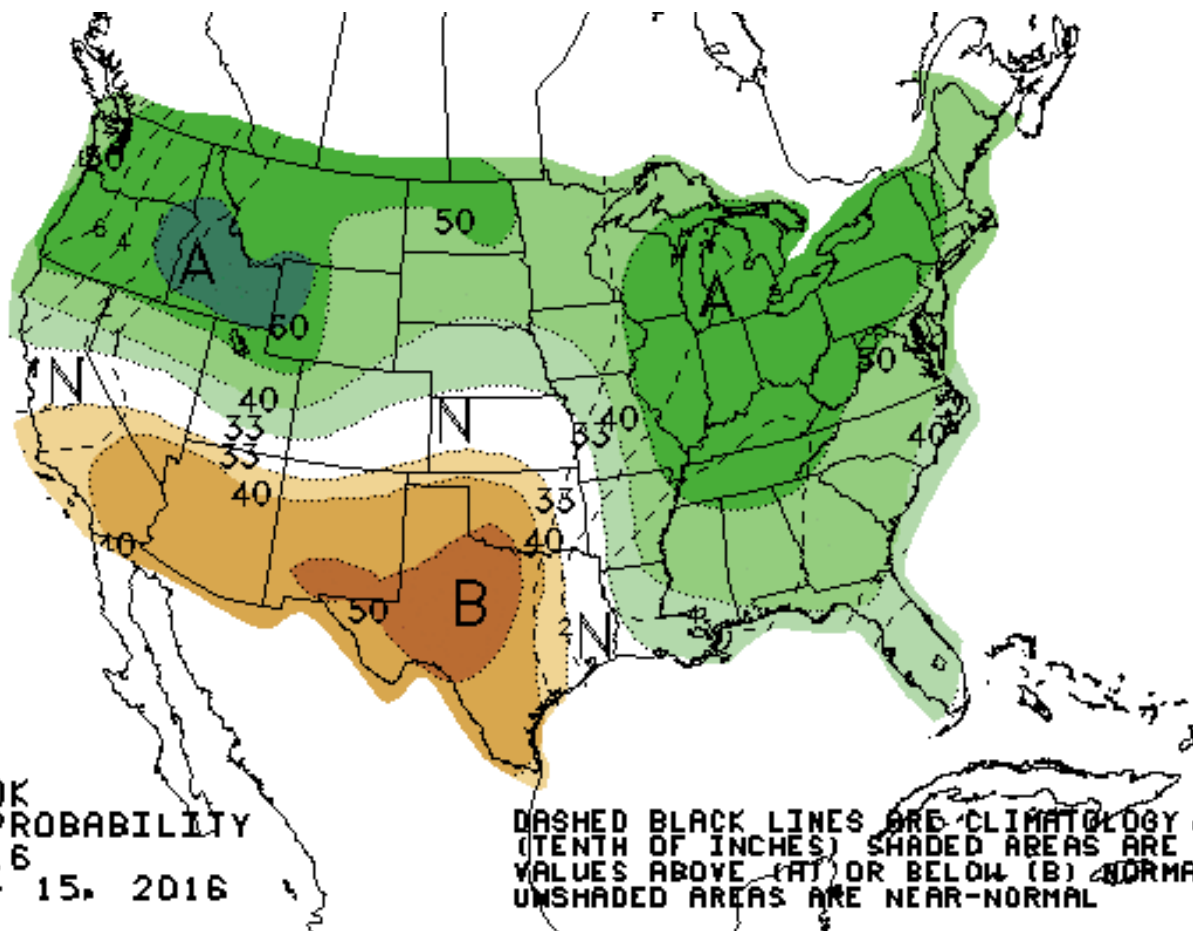 50
6 4
A
50
60
A
50
N
40
33
33
40
N
33
40
40
40
33
40
50
B
2
N
2
OK
PROBABILITY
16
15. 2016
DASHED BLACK LINES ARE CLIMATOLOGY
(TENTH OF INCHES) SHADED AREAS ARE
VALUES ABOVE (A) OR BELOW (B) NORMA
UNSHADED AREAS ARE NEAR-NORMAL